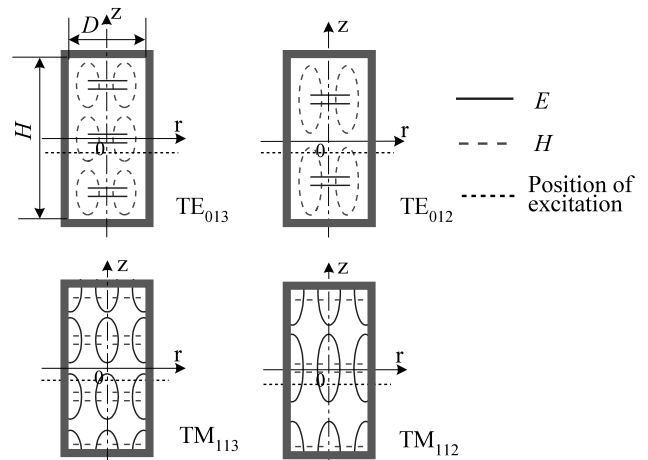 D
z
z
H
r
0
r
0
E
H
Position of
excitation
TE₀₁₃
TE₀₁₂
z
z
r
0
r
0
TM₁₁₃
TM₁₁₂